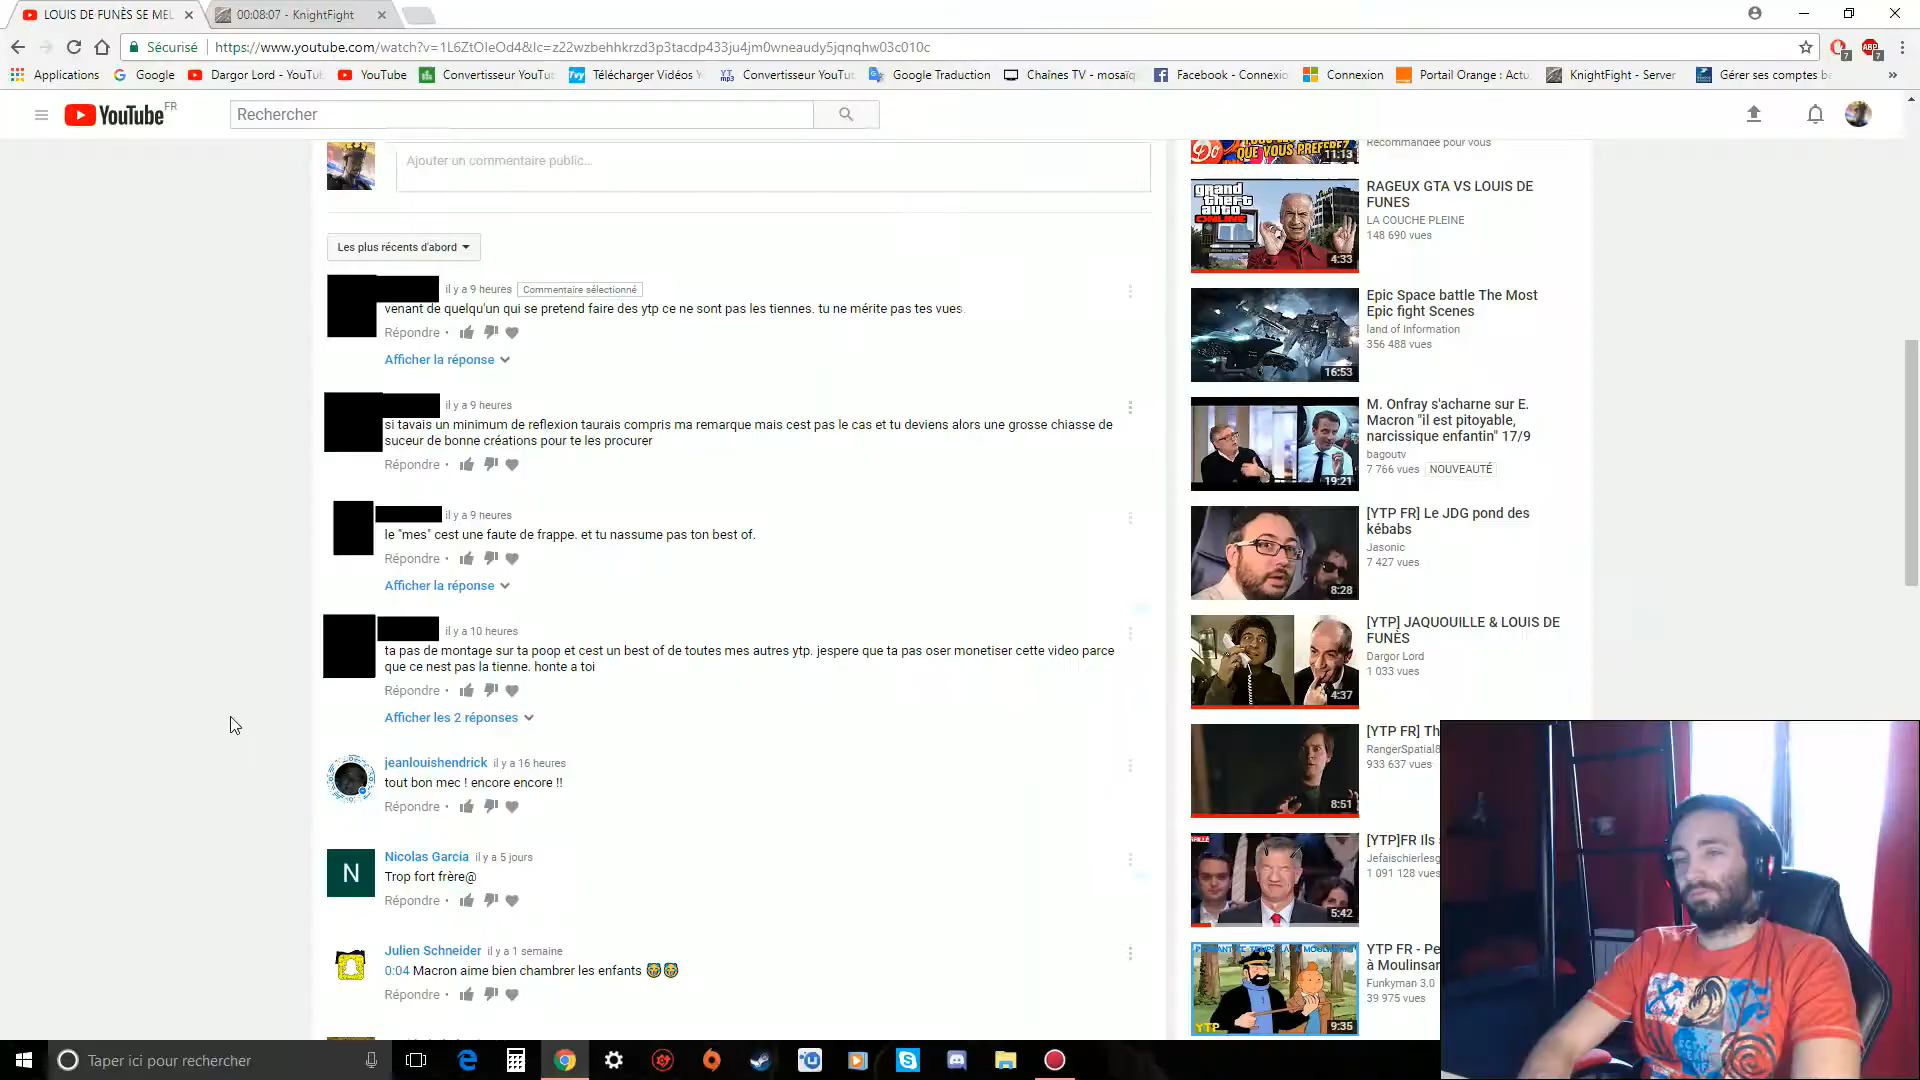 LOUIS DE FUNÈS SE MEL
00:08:07 - KnightFight
Sécurisé
https://www.youtube.com/watch?v=1L6ZtOIeOd4&lc=z22wzbehhkrzd3p3tacdp433ju4jm0wneaudy5jqnqhw03c010c
Applications
Google
Dargor Lord - YouTu
YouTube
Convertisseur YouTu
Télécharger Vidéos Y
Convertisseur YouTu
Google Traduction
Chaînes TV - mosaïq
Facebook - Connexio
Connexion
Portail Orange : Actu
KnightFight - Server
Gérer ses comptes b
YouTube FR
Rechercher
Ajouter un commentaire public...
Les plus récents d'abord
il y a 9 heures Commentaire sélectionné
venant de quelqu'un qui se pretend faire des ytp ce ne sont pas les tiennes. tu ne mérite pas tes vues.
Répondre
Afficher la réponse
il y a 9 heures
si tavais un minimum de reflexion taurais compris ma remarque mais cest pas le cas et tu deviens alors une grosse chiasse de
suceur de bonne créations pour te les procurer
Répondre
il y a 9 heures
le "mes" cest une faute de frappe. et tu nassume pas ton best of.
Répondre
Afficher la réponse
il y a 10 heures
ta pas de montage sur ta poop et cest un best of de toutes mes autres ytp. jespere que ta pas oser monetiser cette video parce
que ce nest pas la tienne. honte a toi
Répondre
Afficher les 2 réponses
jeanlouishendrick il y a 16 heures
tout bon mec ! encore encore !!
Répondre
N
Nicolas Garcia il y a 5 jours
Trop fort frère@
Répondre
Julien Schneider il y a 1 semaine
0:04 Macron aime bien chambrer les enfants
Répondre
QUE VOUS PREFEREZ
11:13
Recommandée pour vous
grand
theft
auto
ONLINE
4:33
RAGEUX GTA VS LOUIS DE
FUNES
LA COUCHE PLEINE
148 690 vues
16:53
Epic Space battle The Most
Epic fight Scenes
land of Information
356 488 vues
19:21
M. Onfray s'acharne sur E.
Macron "il est pitoyable,
narcissique enfantin" 17/9
bagoutv
7 766 vues NOUVEAUTÉ
8:28
[YTP FR] Le JDG pond des
kébabs
Jasonic
7 427 vues
4:37
[YTP] JAQUOUILLE & LOUIS DE
FUNÈS
Dargor Lord
1 033 vues
8:51
[YTP FR] Th
RangerSpatial8
933 637 vues
5:42
[YTP]FR Ils
Jefaischierlesg
1 091 128 vues
YTP
9:35
YTP FR - Pe
à Moulinsar
Funkyman 3.0
39 975 vues
Taper ici pour rechercher